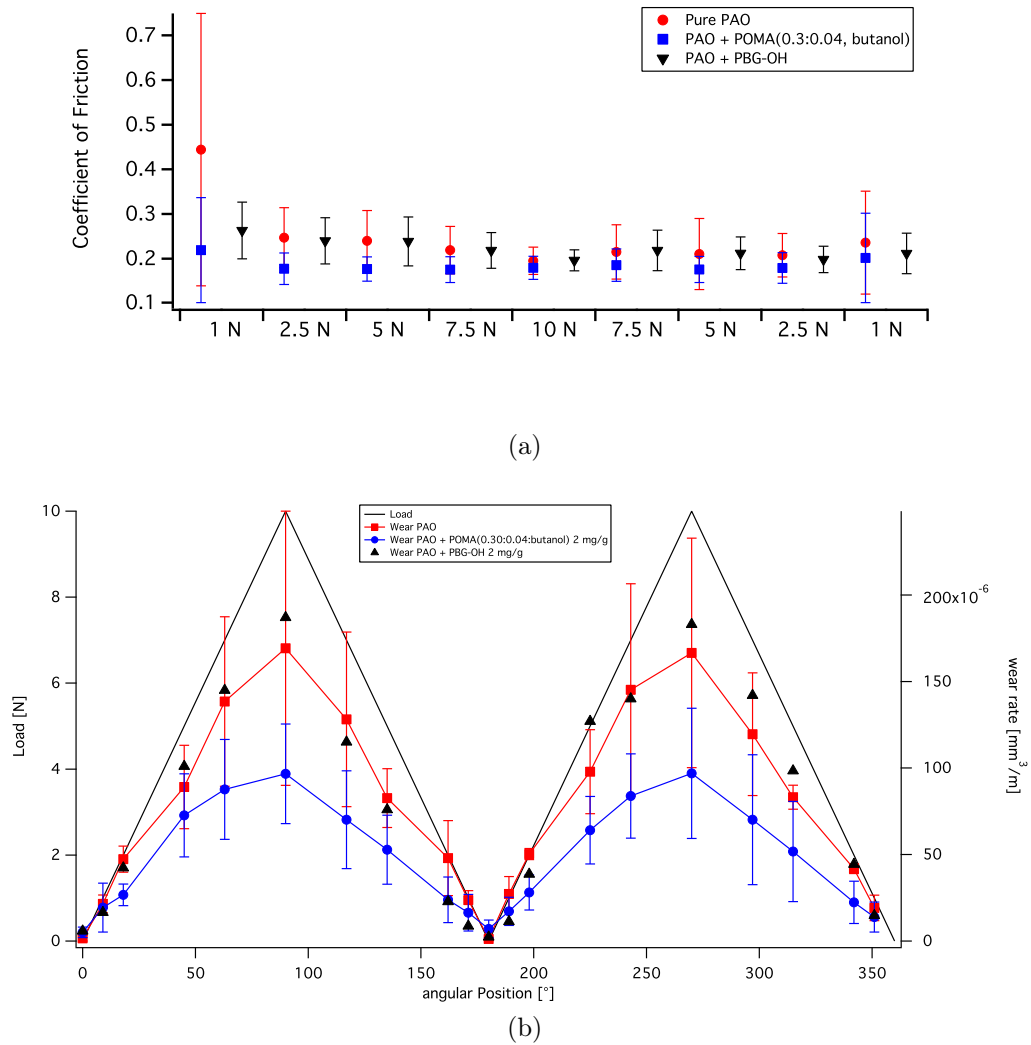 0.7
0.6
0.5
0.4
0.3
0.2
0.1
Coefficient of Friction
Pure PAO
PAO + POMA(0.3:0.04, butanol)
PAO + PBG-OH
1 N 2.5 N 5 N 7.5 N 10 N 7.5 N 5 N 2.5 N 1 N
(a)
10
8
6
4
2
0
Load [N]
Load
Wear PAO
Wear PAO + POMA(0.30:0.04:butanol) 2 mg/g
Wear PAO + PBG-OH 2 mg/g
200x10⁻⁶
150
100
50
0
wear rate [mm³/m]
0 50 100 150 200 250 300 350
angular Position [°]
(b)